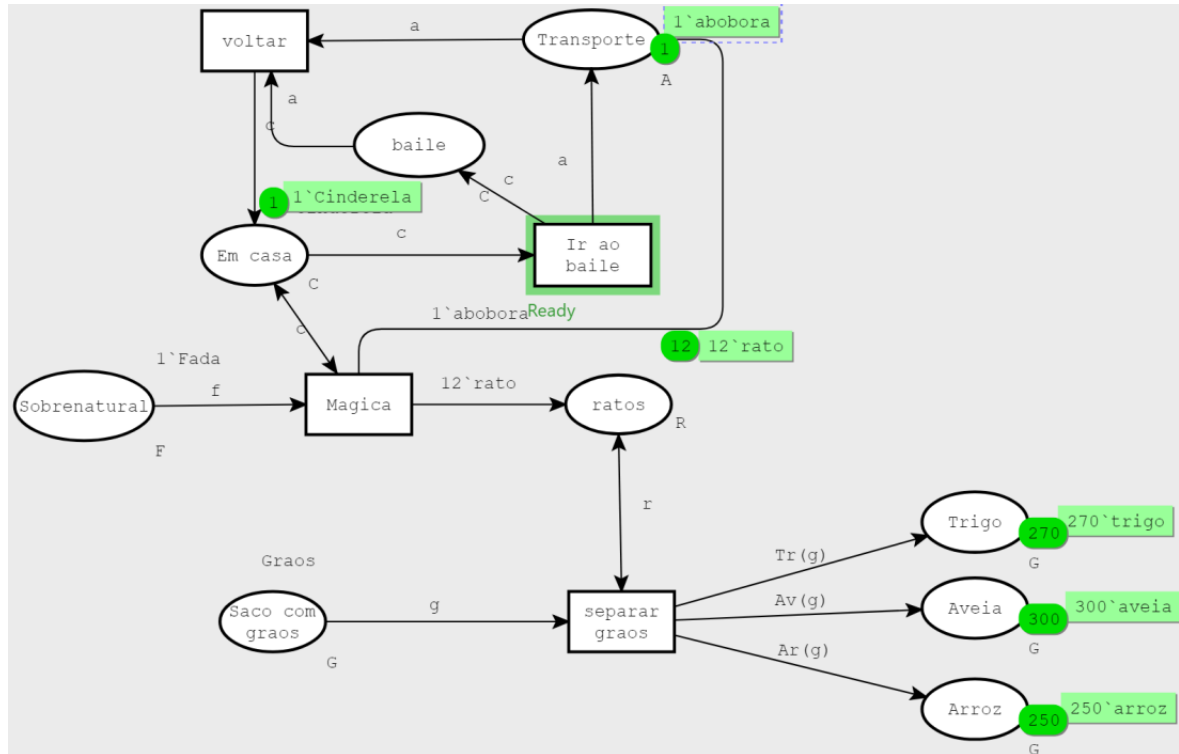 1`abobora
voltar
a
Transporte
1
A
a
c
baile
a
c
C
1
1`Cinderela
Em casa
c
C
Ir ao
baile
Ready
1`abobora
c
12
12`rato
1`Fada
Sobrenatural
f
Magica
12`rato
ratos
R
F
r
Trigo
270
270`trigo
G
Tr(g)
Graos
Saco com
graos
g
separar
graos
Av(g)
Aveia
300
300`aveia
G
G
Ar(g)
Arroz
250
250`arroz
G